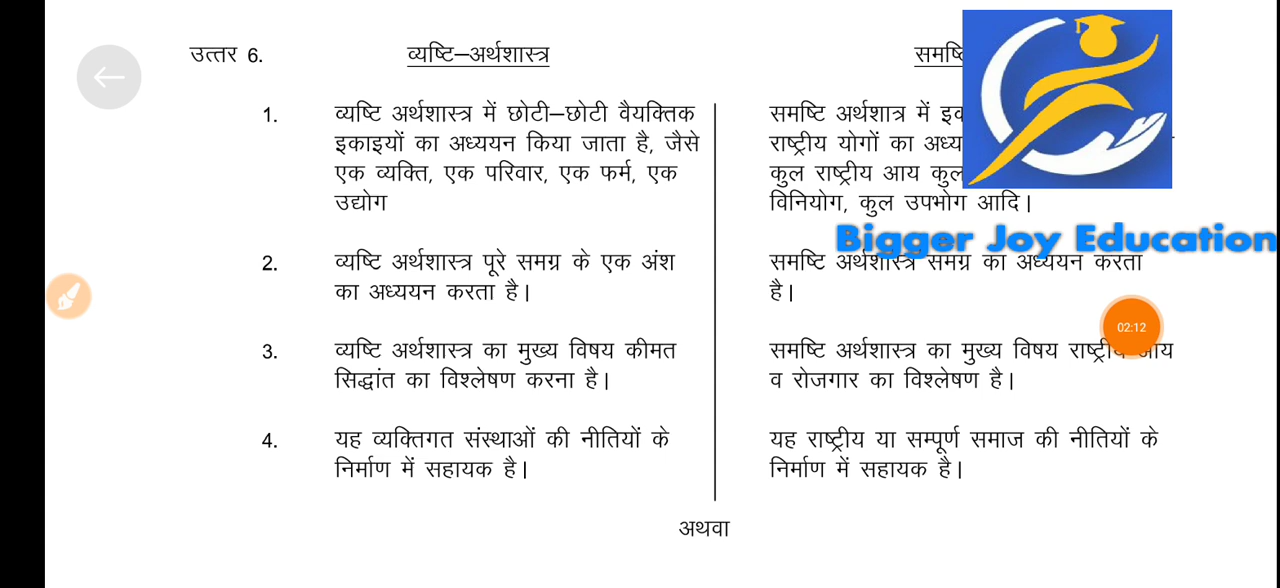 उत्तर 6. व्यष्टि–अर्थशास्त्र
1. व्यष्टि अर्थशास्त्र में छोटी–छोटी वैयक्तिक
इकाइयों का अध्ययन किया जाता है, जैसे
एक व्यक्ति, एक परिवार, एक फर्म, एक
उद्योग
समष्टि अर्थशात्र में
राष्ट्रीय योगों का
कुल राष्ट्रीय आय कुल
विनियोग, कुल उपभोग आदि।
Bigger Joy Education
2. व्यष्टि अर्थशास्त्र पूरे समग्र के एक अंश
का अध्ययन करता है।
समष्टि अर्थशास्त्र समग्र का अध्ययन करता
है।
02:12
3. व्यष्टि अर्थशास्त्र का मुख्य विषय कीमत
सिद्धांत का विश्लेषण करना है।
समष्टि अर्थशास्त्र का मुख्य विषय राष्ट्रीय आय
व रोजगार का विश्लेषण है।
4. यह व्यक्तिगत संस्थाओं की नीतियों के
निर्माण में सहायक है।
यह राष्ट्रीय या सम्पूर्ण समाज की नीतियों के
निर्माण में सहायक है।
अथवा